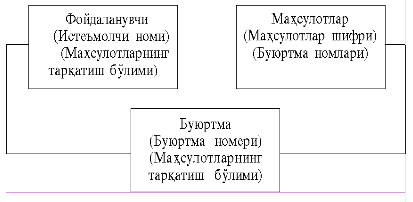 Фойдаланувчи
(Истеъмолчи номи)
(Маҳсулотларнинг
тарқатиш бўлими)
Маҳсулотлар
(Маҳсулотлар шифри)
(Буюртма номлари)
Буюртма
(Буюртма номери)
(Маҳсулотларнинг
тарқатиш бўлими)